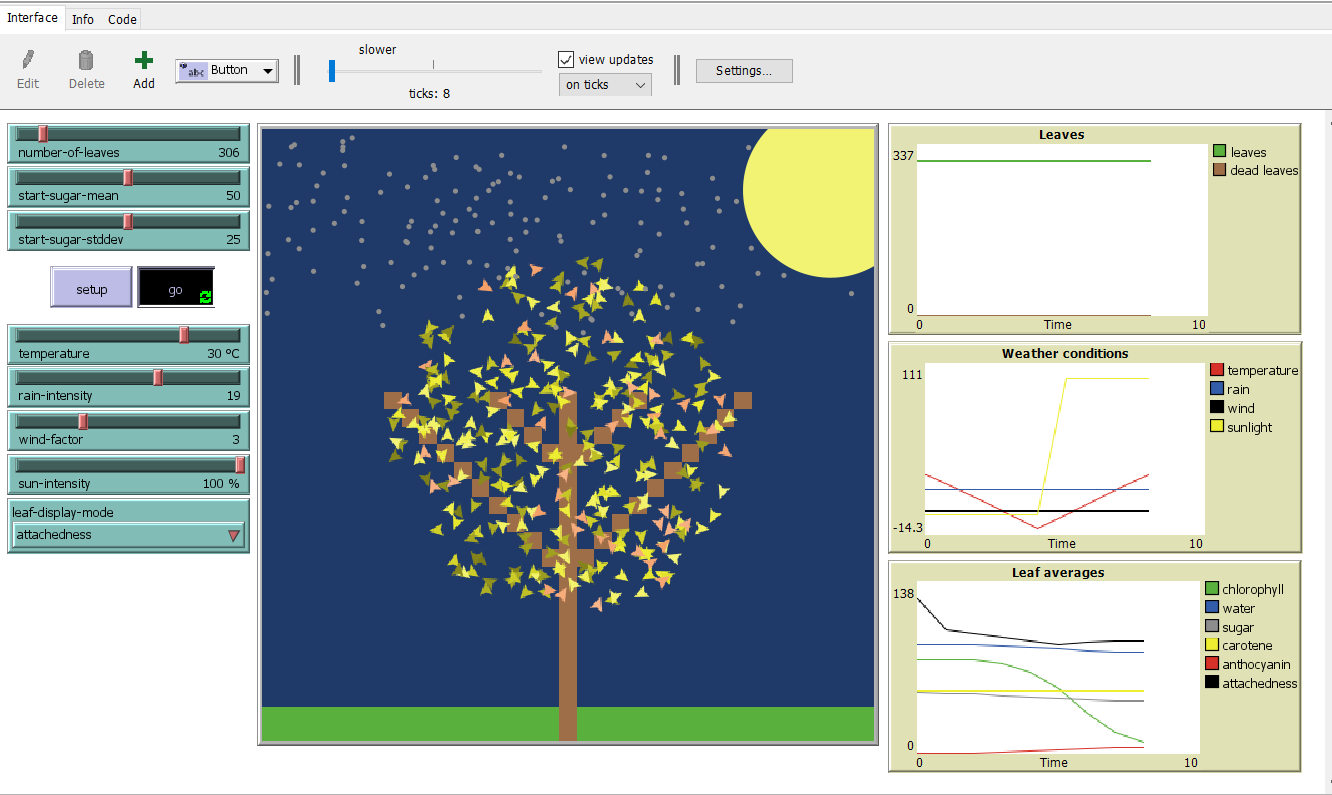 Interface Info Code
slower
Edit Delete Add abc Button view updates on ticks Settings...
ticks: 8
number-of-leaves 306
start-sugar-mean 50
start-sugar-stddev 25
setup go
temperature 30 °C
rain-intensity 19
wind-factor 3
sun-intensity 100 %
leaf-display-mode
attachedness
Leaves
337
0
0 Time 10
leaves
dead leaves
Weather conditions
111
-14.3
0 Time 10
temperature
rain
wind
sunlight
Leaf averages
138
0
0 Time 10
chlorophyll
water
sugar
carotene
anthocyanin
attachedness